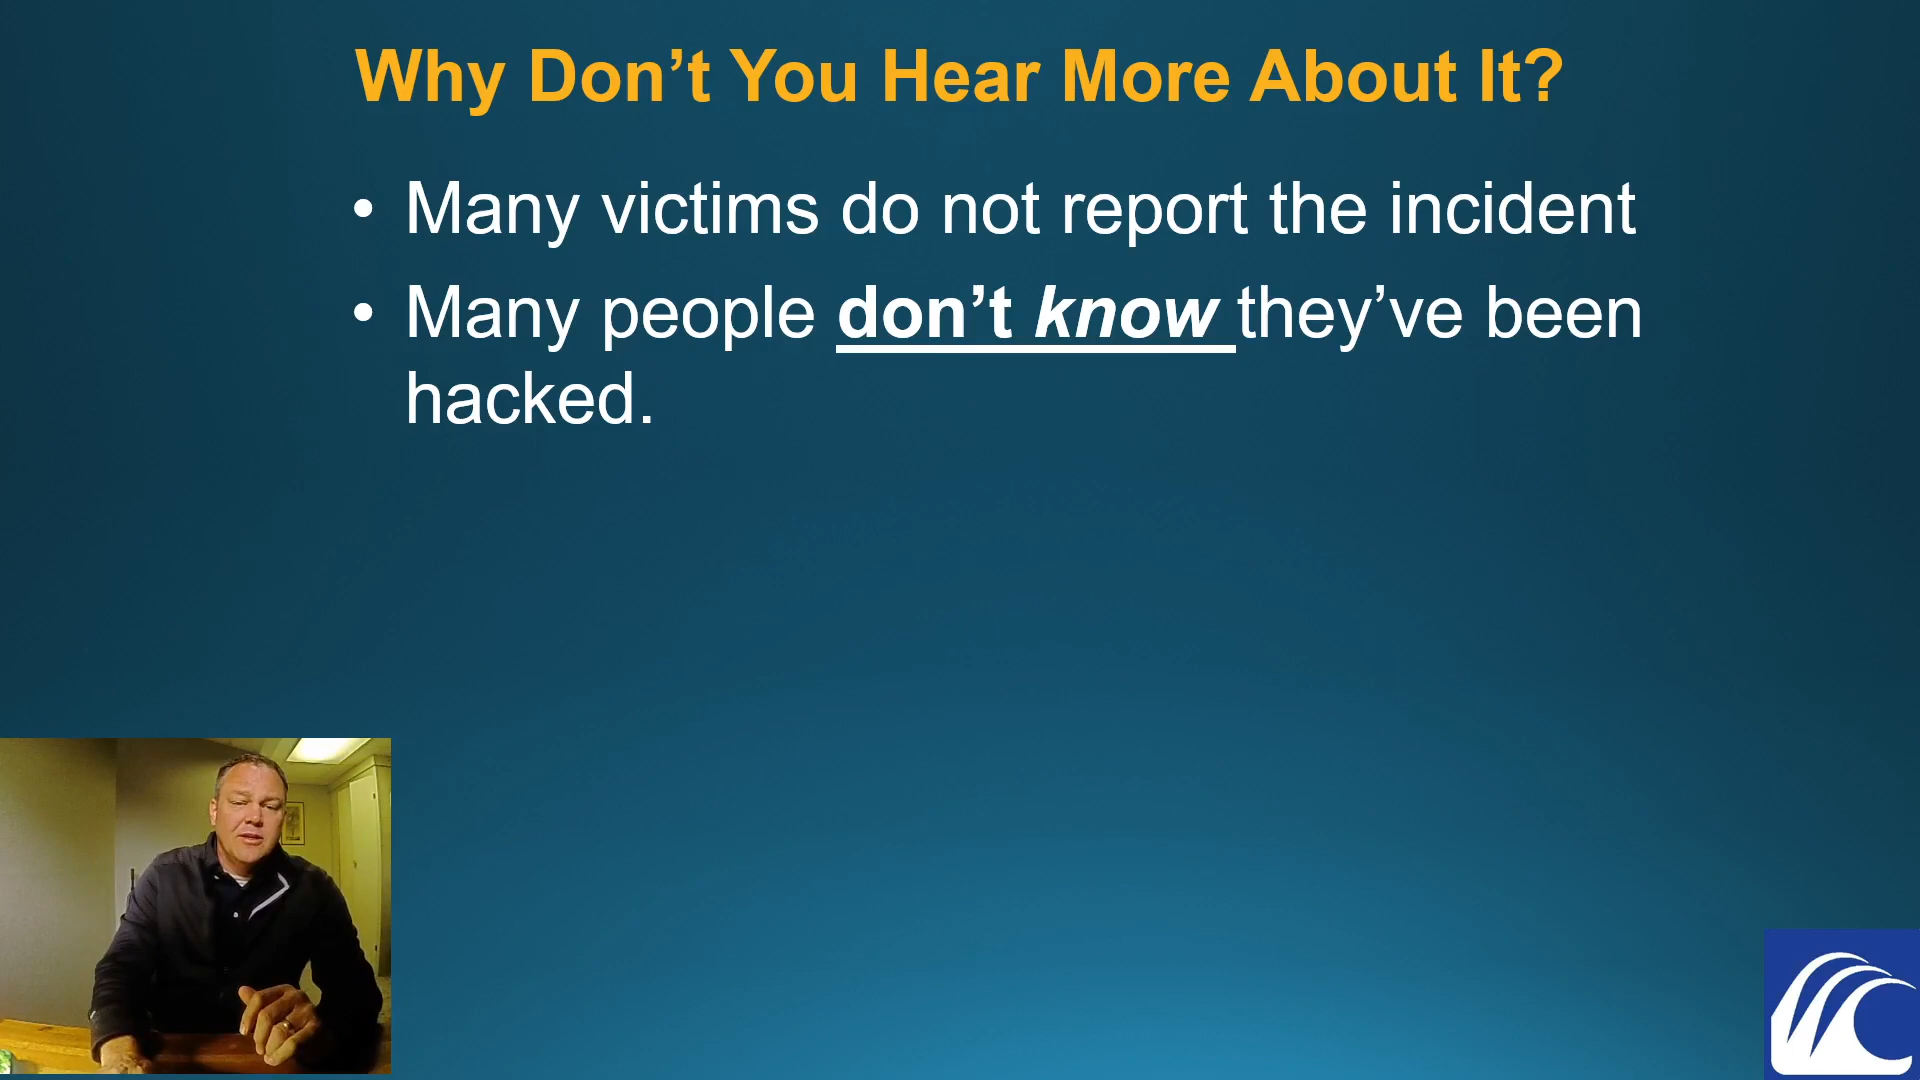 Why Don’t You Hear More About It?
• Many victims do not report the incident
• Many people don’t know they’ve been
hacked.